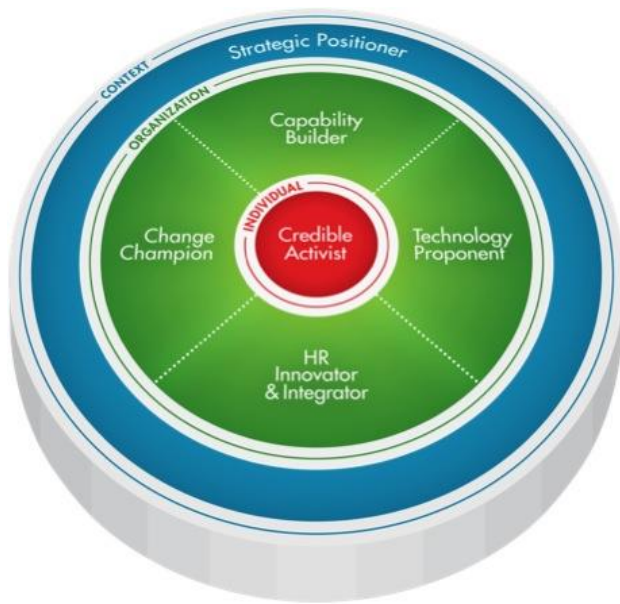 Strategic Positioner
CONTEXT
ORGANIZATION
Capability
Builder
INDIVIDUAL
Change
Champion
Credible
Activist
Technology
Proponent
HR
Innovator
& Integrator